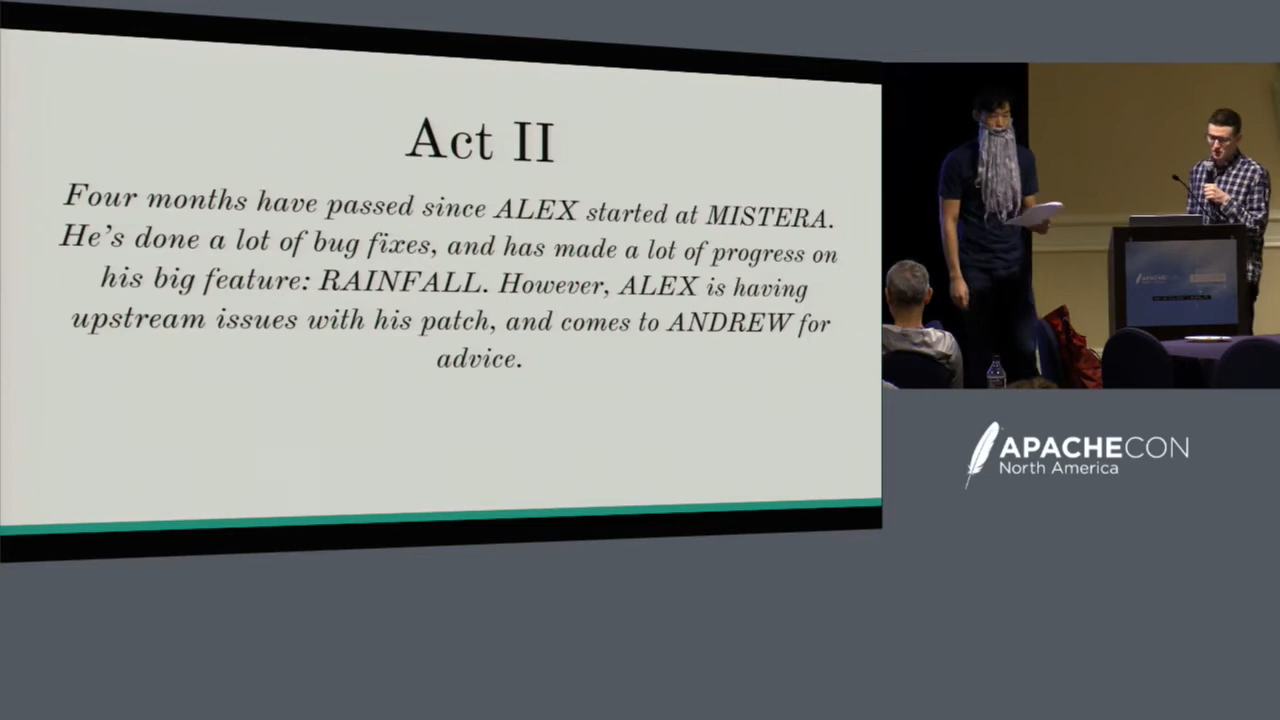 Act II
Four months have passed since ALEX started at MISTERA.
He's done a lot of bug fixes, and has made a lot of progress on
his big feature: RAINFALL. However, ALEX is having
upstream issues with his patch, and comes to ANDREW for
advice.
APACHECON
APACHECON
North America